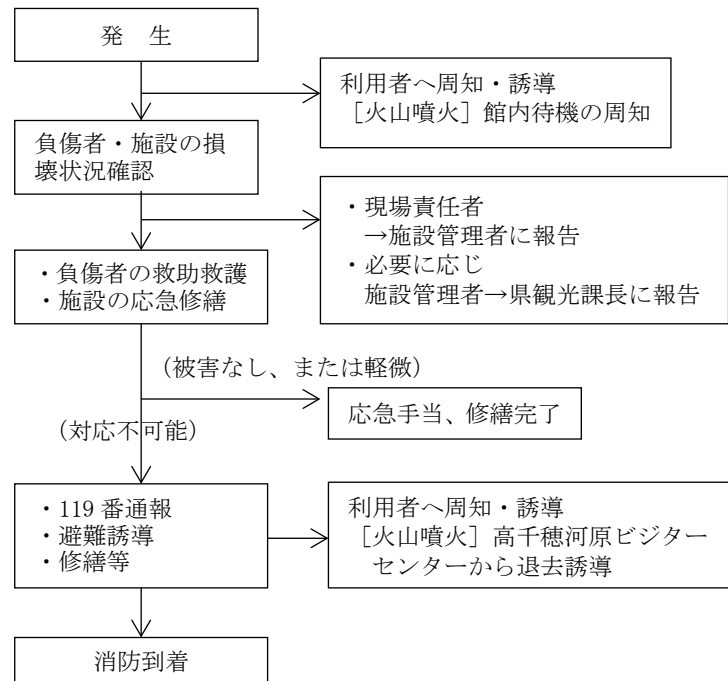 発 生
利用者へ周知・誘導
［火山噴火］館内待機の周知
負傷者・施設の損
壊状況確認
・現場責任者
→施設管理者に報告
・必要に応じ
施設管理者→県観光課長に報告
・負傷者の救助救護
・施設の応急修繕
（被害なし、または軽微）
応急手当、修繕完了
（対応不可能）
・119 番通報
・避難誘導
・修繕等
利用者へ周知・誘導
［火山噴火］高千穂河原ビジター
センターから退去誘導
消防到着